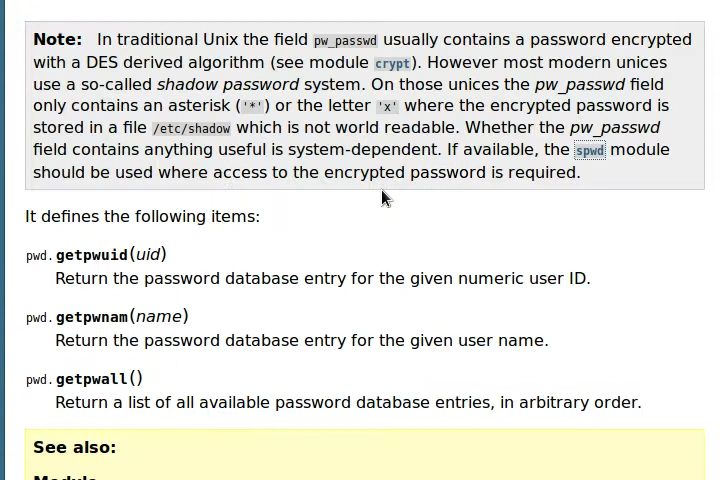 Note: In traditional Unix the field pw_passwd usually contains a password encrypted
with a DES derived algorithm (see module crypt). However most modern unices
use a so-called shadow password system. On those unices the pw_passwd field
only contains an asterisk ('*') or the letter 'x' where the encrypted password is
stored in a file /etc/shadow which is not world readable. Whether the pw_passwd
field contains anything useful is system-dependent. If available, the spwd module
should be used where access to the encrypted password is required.
It defines the following items:
pwd.getpwuid(uid)
Return the password database entry for the given numeric user ID.
pwd.getpwnam(name)
Return the password database entry for the given user name.
pwd.getpwall()
Return a list of all available password database entries, in arbitrary order.
See also:
Module